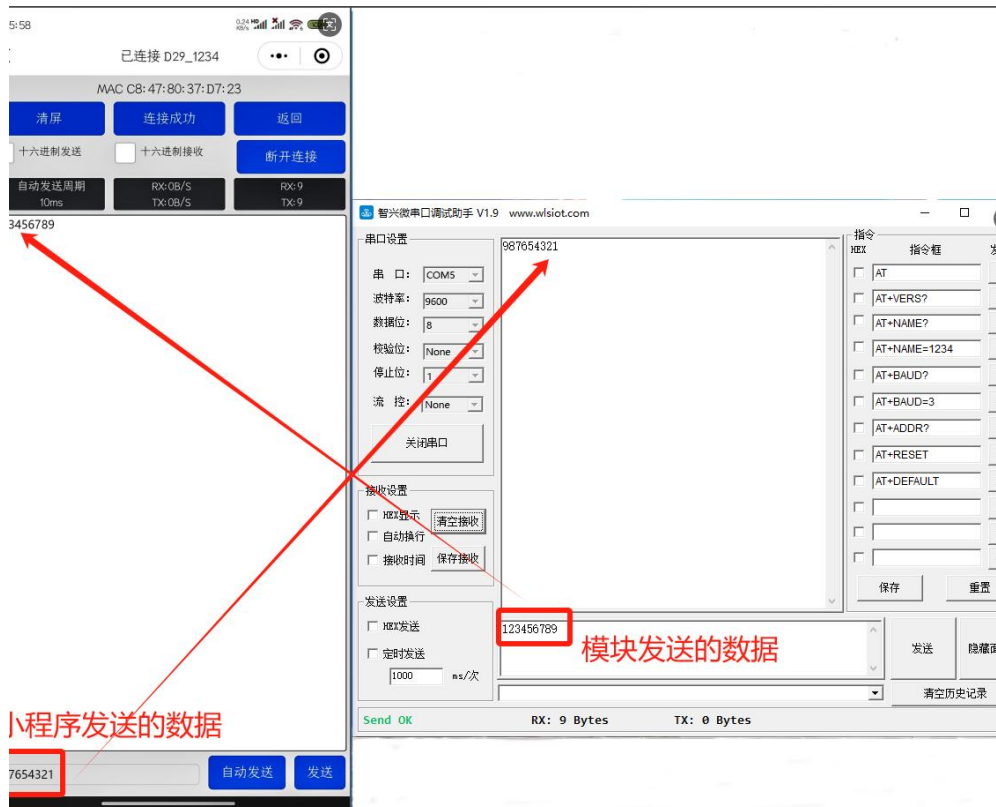 5:58
0.24 KB/s
已连接 D29_1234
MAC C8:47:80:37:D7:23
清屏
连接成功
返回
十六进制发送
十六进制接收
断开连接
自动发送周期
10ms
RX:0B/S
TX:0B/S
RX:9
TX:9
3456789
小程序发送的数据
7654321
自动发送
发送
智兴微串口调试助手 V1.9 www.wlsiot.com
串口设置
串 口: COM5
波特率: 9600
数据位: 8
校验位: None
停止位: 1
流 控: None
关闭串口
接收设置
HEX显示
清空接收
自动换行
接收时间
保存接收
发送设置
HEX发送
定时发送
1000 ms/次
987654321
123456789
模块发送的数据
指令
HEX 指令框 发
AT
AT+VERS?
AT+NAME?
AT+NAME=1234
AT+BAUD?
AT+BAUD=3
AT+ADDR?
AT+RESET
AT+DEFAULT
保存
重置
发送
隐藏面
清空历史记录
Send OK
RX: 9 Bytes
TX: 0 Bytes